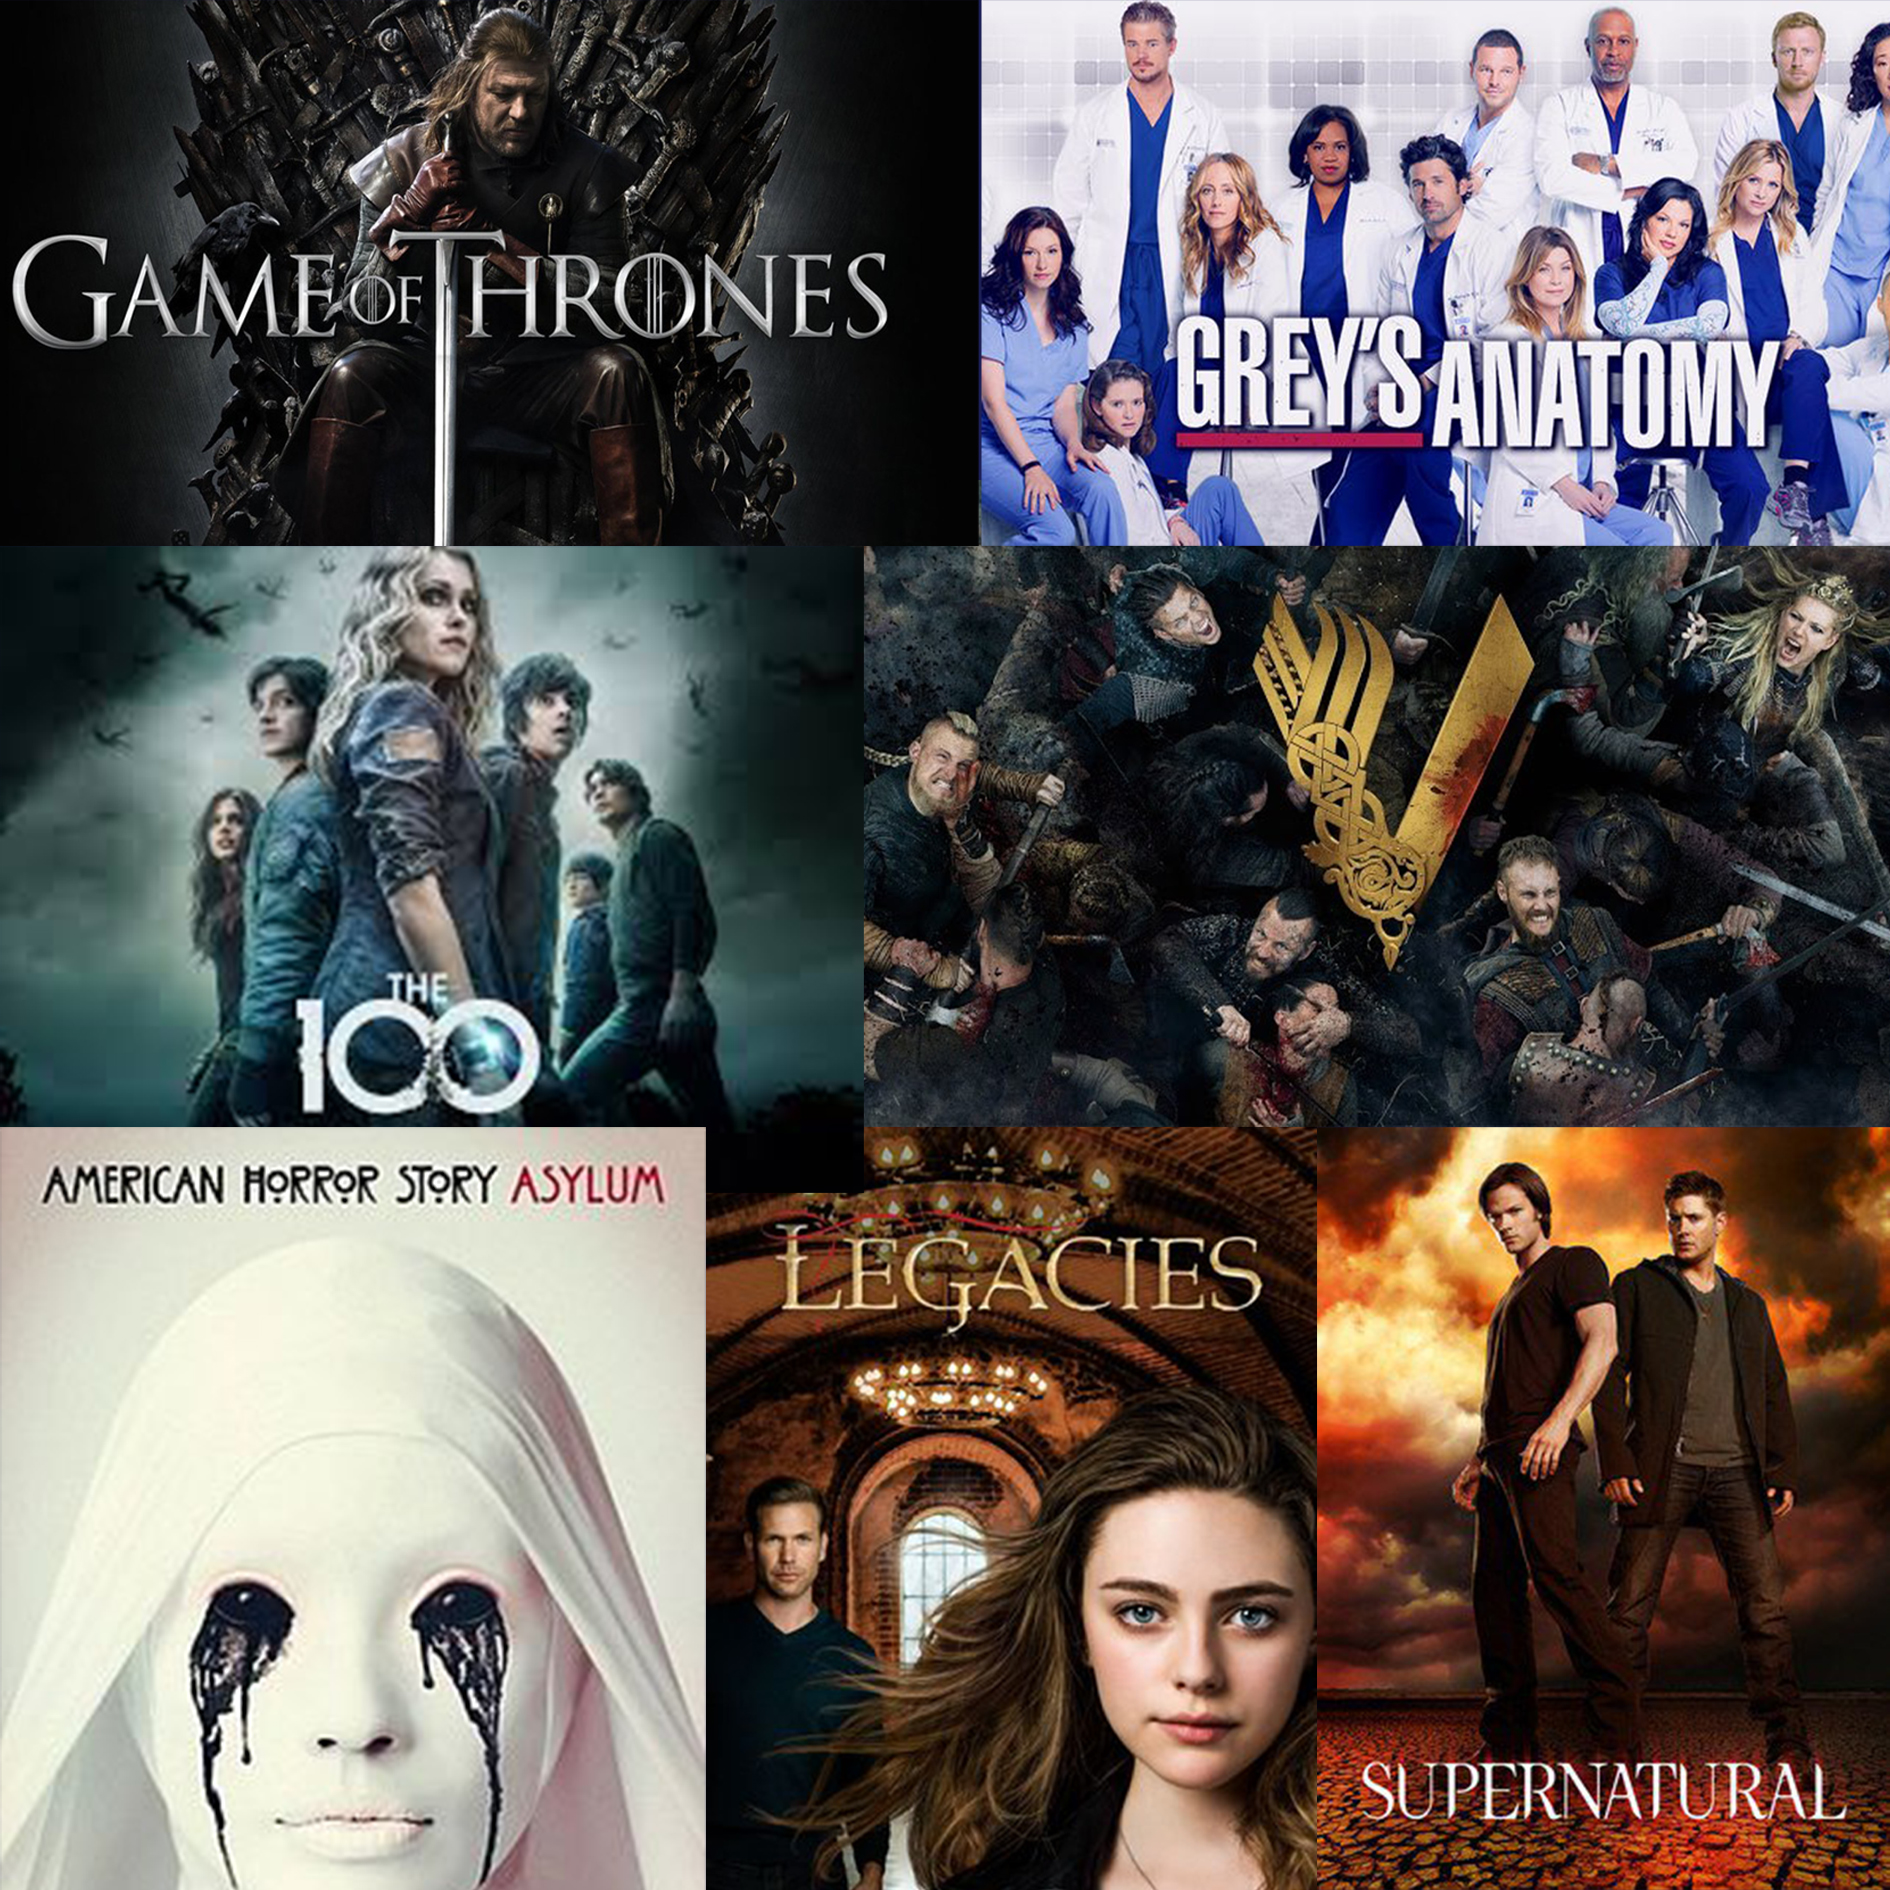 GAME OF THRONES
GREY'S ANATOMY
THE
100
AMERICAN HORROR STORY ASYLUM
LEGACIES
SUPERNATURAL